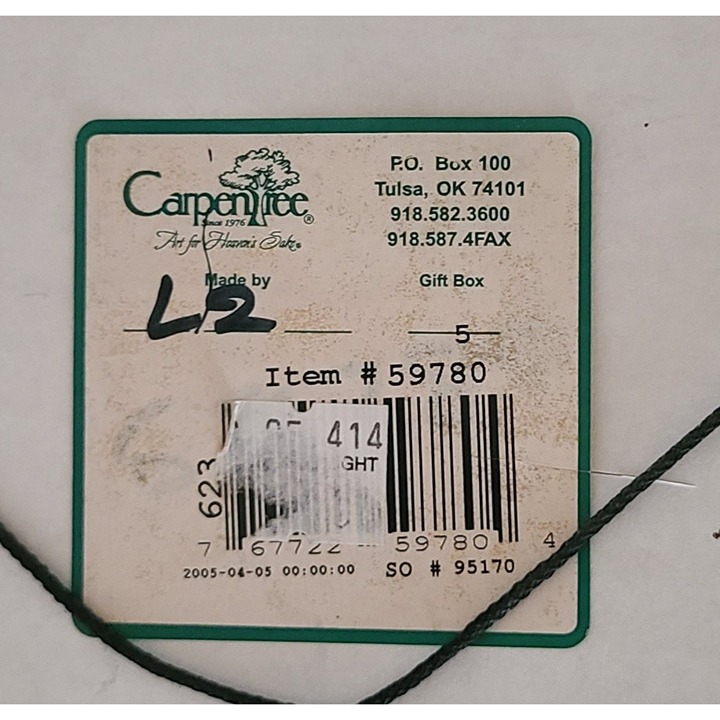 CarpenTree®
Since 1976
Art for Heaven's Sake®
P.O. Box 100
Tulsa, OK 74101
918.582.3600
918.587.4FAX
Made by
L2
Gift Box
5
Item # 59780
414
GHT
623
7 67722 59780 4
2005-04-05 00:00:00
SO # 95170